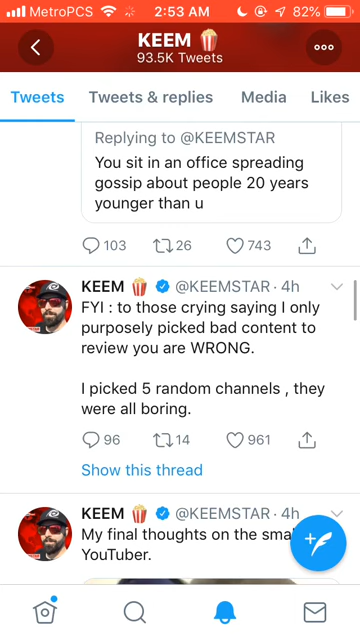 MetroPCS 2:53 AM 82%
KEEM 🍿
93.5K Tweets
Tweets Tweets & replies Media Likes
Replying to @KEEMSTAR
You sit in an office spreading
gossip about people 20 years
younger than u
103 26 743
KEEM 🍿 @KEEMSTAR · 4h
FYI : to those crying saying I only
purposely picked bad content to
review you are WRONG.
I picked 5 random channels , they
were all boring.
96 14 961
Show this thread
KEEM 🍿 @KEEMSTAR · 4h
My final thoughts on the
YouTuber.